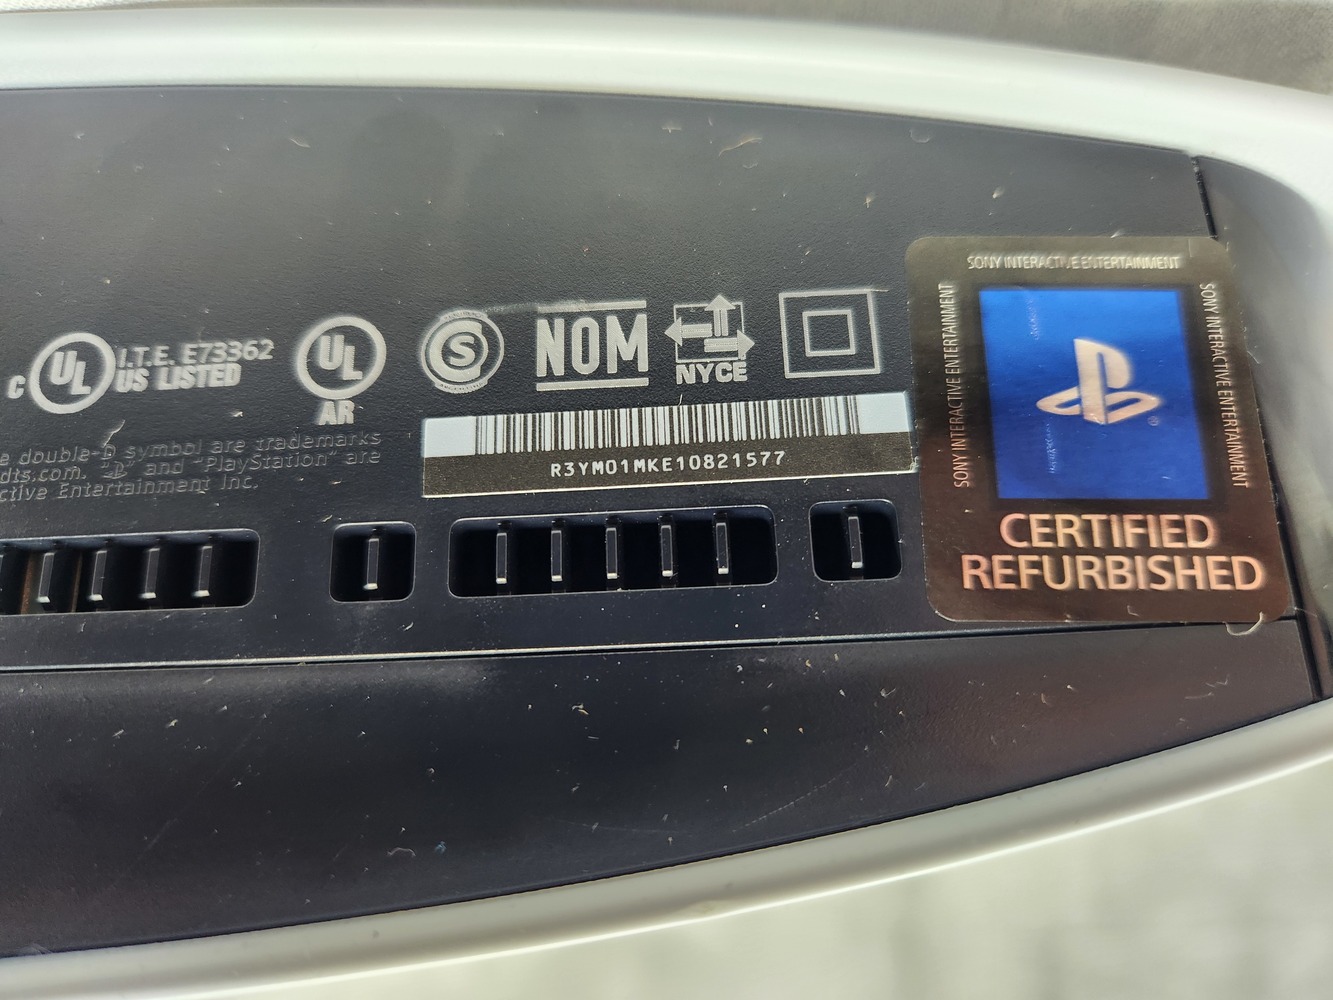 c UL I.T.E. E73362
US LISTED
UL
AR
S
NOM
NYCE
e double-D symbol are trademarks
dts.com. " " and "PlayStation" are
ctive Entertainment Inc.
R3YM01MKE10821577
SONY INTERACTIVE ENTERTAINMENT
SONY INTERACTIVE ENTERTAINMENT
SONY INTERACTIVE ENTERTAINMENT
CERTIFIED
REFURBISHED